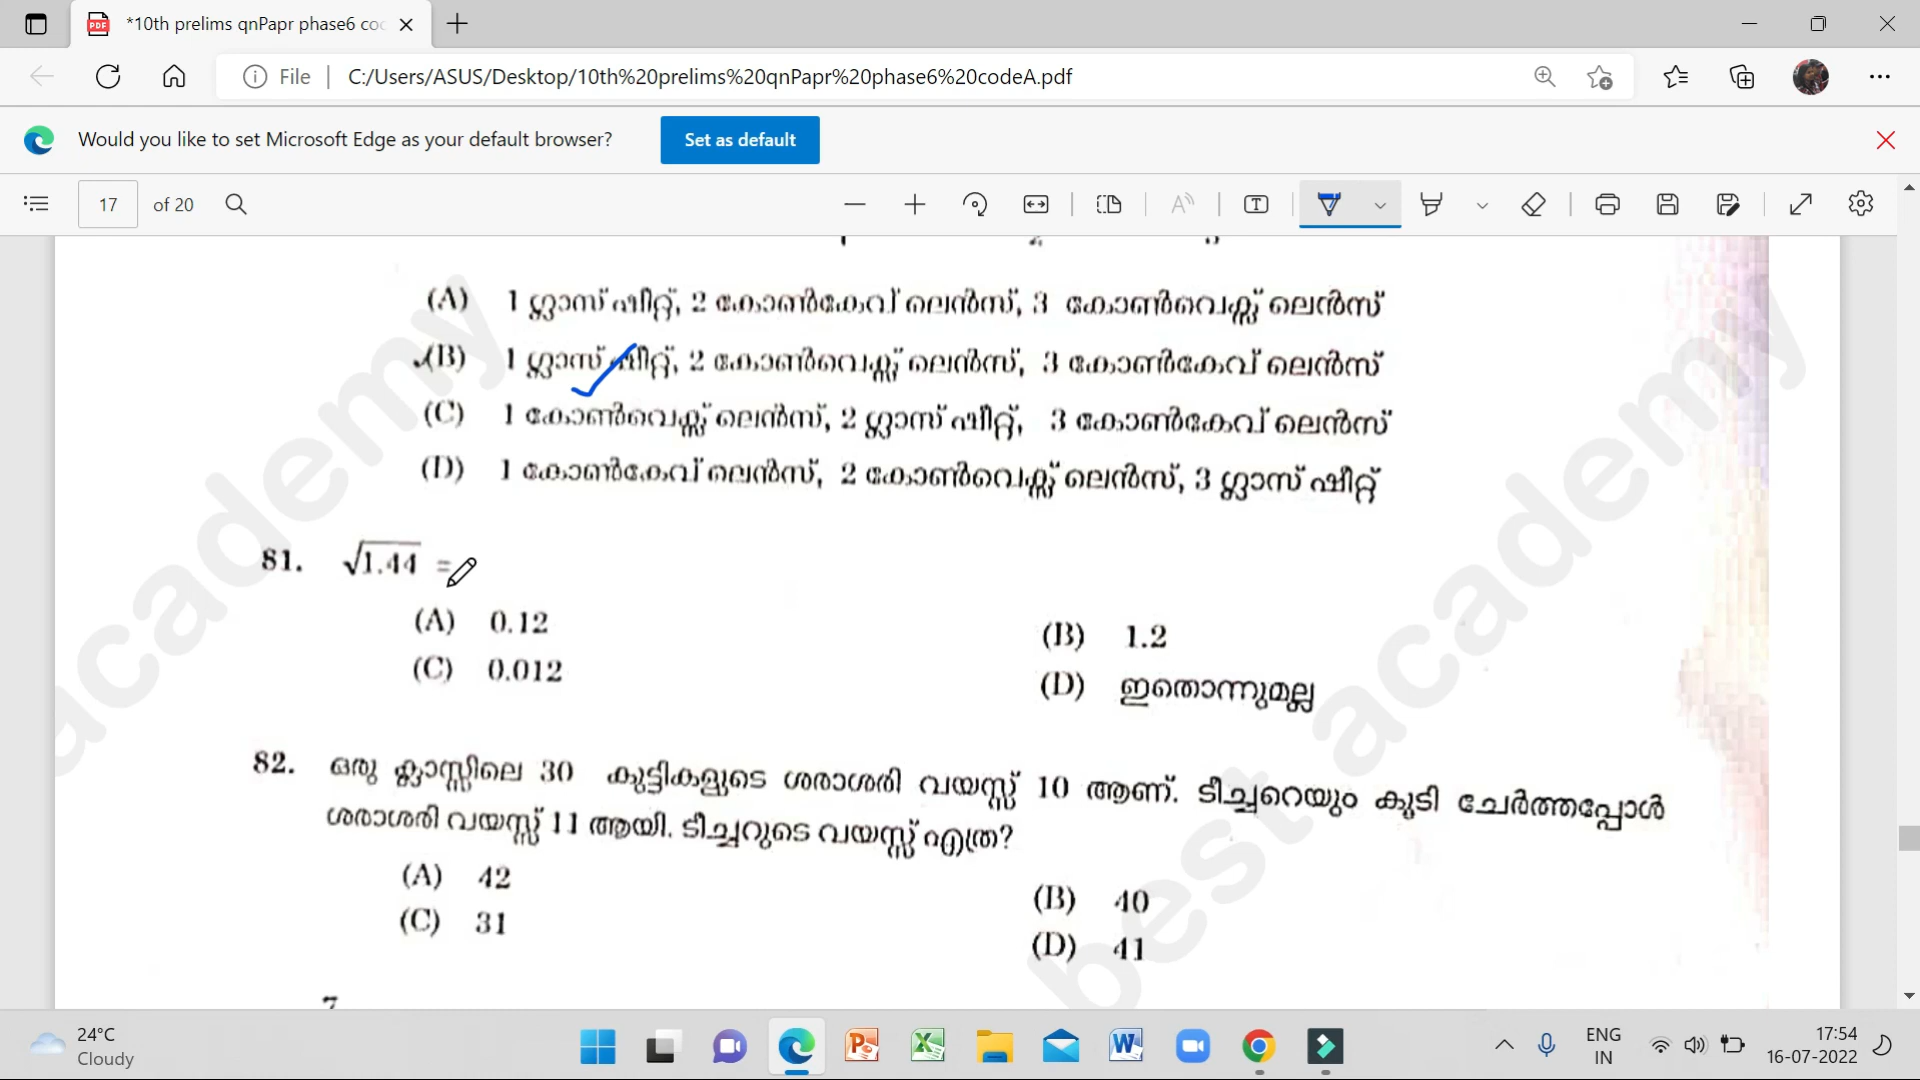 *10th prelims qnPapr phase6 coc
File
C:/Users/ASUS/Desktop/10th%20prelims%20qnPapr%20phase6%20codeA.pdf
Would you like to set Microsoft Edge as your default browser?
Set as default
17 of 20
(A) 1 ഗ്ലാസ് ഷീറ്റ്, 2 കോൺകേവ് ലെൻസ്, 3 കോൺവെക്സ് ലെൻസ്
(B) 1 ഗ്ലാസ് ഷീറ്റ്, 2 കോൺവെക്സ് ലെൻസ്, 3 കോൺകേവ് ലെൻസ്
(C) 1 കോൺവെക്സ് ലെൻസ്, 2 ഗ്ലാസ് ഷീറ്റ്, 3 കോൺകേവ് ലെൻസ്
(D) 1 കോൺകേവ് ലെൻസ്, 2 കോൺവെക്സ് ലെൻസ്, 3 ഗ്ലാസ് ഷീറ്റ്
81. √1.44 =
(A) 0.12
(B) 1.2
(C) 0.012
(D) ഇതൊന്നുമല്ല
82. ഒരു ക്ലാസ്സിലെ 30 കുട്ടികളുടെ ശരാശരി വയസ്സ് 10 ആണ്. ടീച്ചറെയും കൂടി ചേർത്തപ്പോൾ
ശരാശരി വയസ്സ് 11 ആയി. ടീച്ചറുടെ വയസ്സ് എത്ര?
(A) 42
(B) 40
(C) 31
(D) 41
academy
best academy
24°C
Cloudy
ENG
IN
17:54
16-07-2022